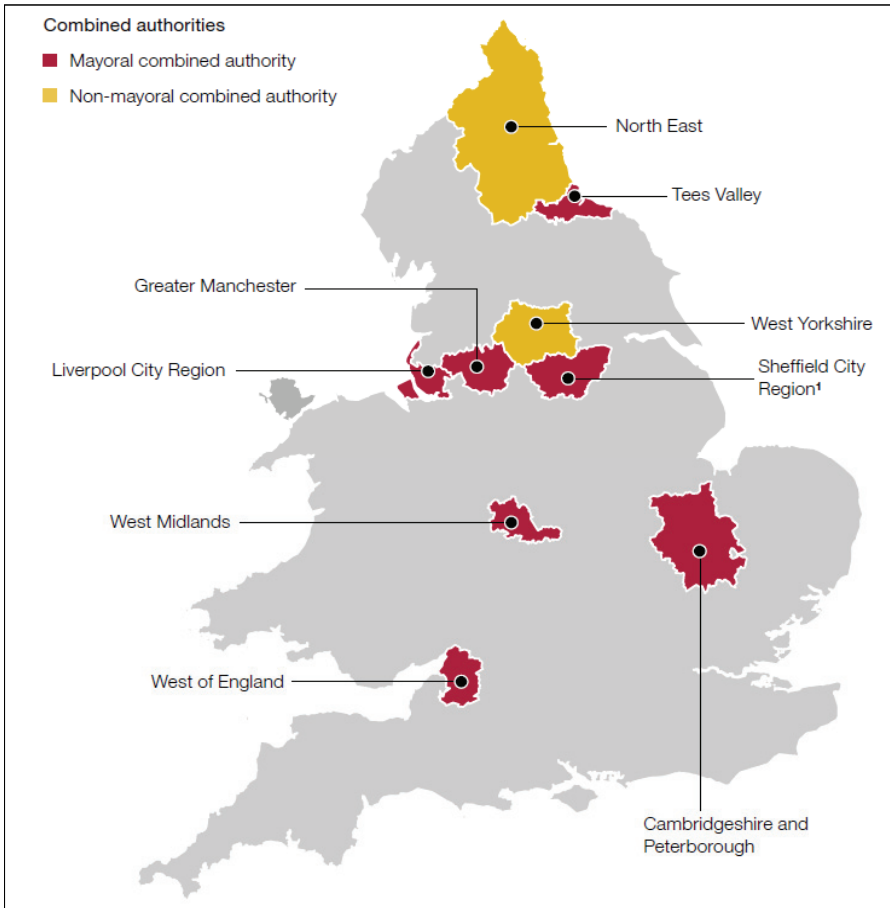 Combined authorities
Mayoral combined authority
Non-mayoral combined authority
North East
Tees Valley
Greater Manchester
West Yorkshire
Liverpool City Region
Sheffield City
Region¹
West Midlands
West of England
Cambridgeshire and
Peterborough